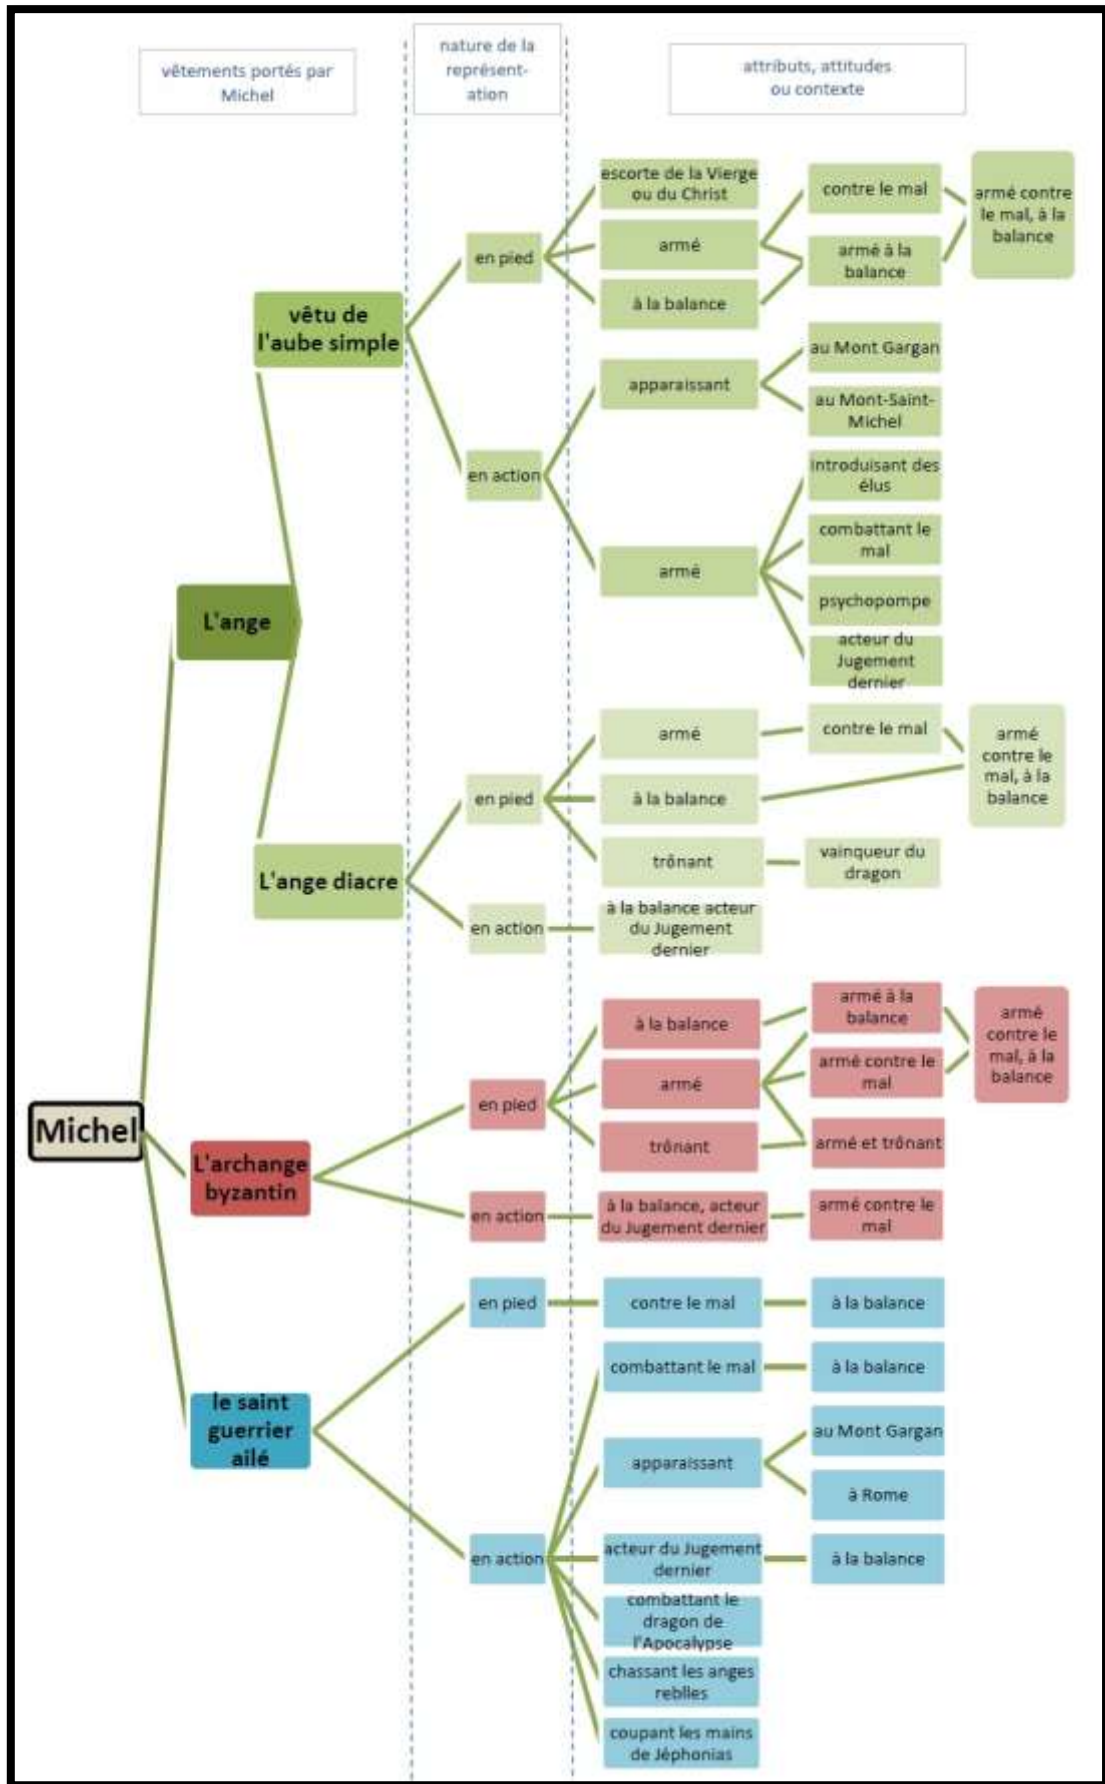 vêtements portés par
Michel
nature de la
représent-
ation
attributs, attitudes
ou contexte
Michel
L'ange
vêtu de
l'aube simple
en pied
escorte de la Vierge
ou du Christ
armé
à la balance
contre le mal
armé à la
balance
armé contre
le mal, à la
balance
en action
apparaissant
au Mont Gargan
au Mont-Saint-
Michel
armé
introduisant des
élus
combattant le
mal
psychopompe
acteur du
Jugement
dernier
L'ange diacre
en pied
armé
contre le mal
armé
contre le
mal, à la
balance
à la balance
trônant
vainqueur du
dragon
en action
à la balance acteur
du Jugement
dernier
L'archange
byzantin
en pied
à la balance
armé à la
balance
armé
contre le
mal, à la
balance
armé
armé contre le
mal
trônant
armé et trônant
en action
à la balance, acteur
du Jugement dernier
armé contre le
mal
le saint
guerrier
ailé
en pied
contre le mal
à la balance
en action
combattant le mal
à la balance
apparaissant
au Mont Gargan
à Rome
acteur du Jugement
dernier
à la balance
combattant le
dragon de
l'Apocalypse
chassant les anges
reblles
coupant les mains
de Jéphonias